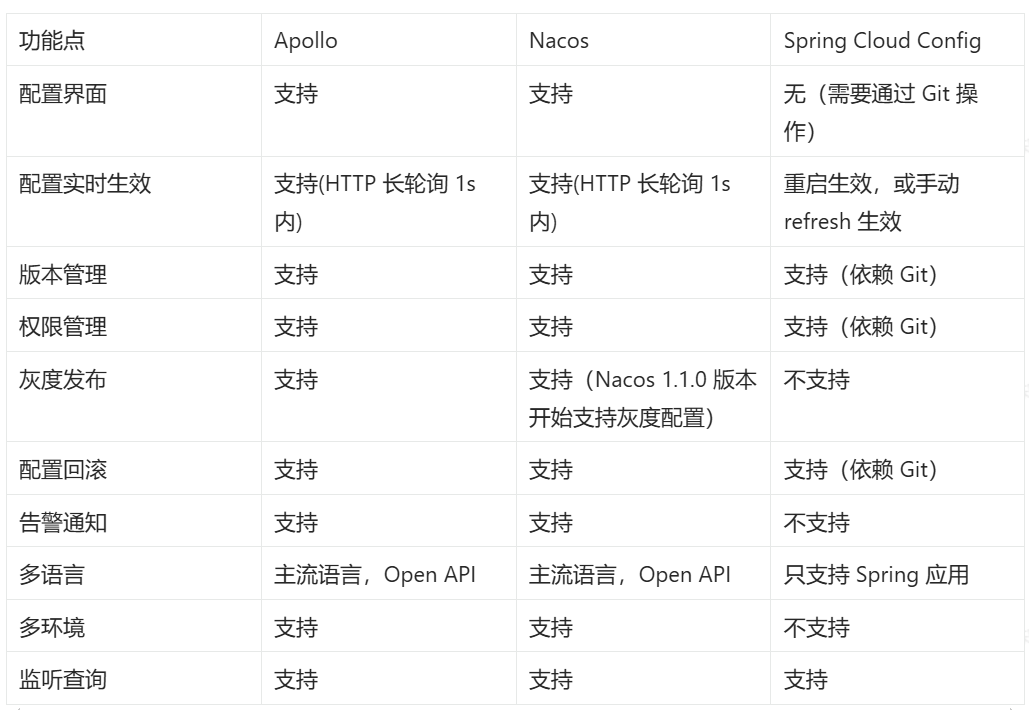 功能点 Apollo Nacos Spring Cloud Config
配置界面 支持 支持 无（需要通过 Git 操
作）
配置实时生效 支持(HTTP 长轮询 1s 支持(HTTP 长轮询 1s 重启生效，或手动
内) 内) refresh 生效
版本管理 支持 支持 支持（依赖 Git）
权限管理 支持 支持 支持（依赖 Git）
灰度发布 支持 支持（Nacos 1.1.0 版本 不支持
开始支持灰度配置）
配置回滚 支持 支持 支持（依赖 Git）
告警通知 支持 支持 不支持
多语言 主流语言，Open API 主流语言，Open API 只支持 Spring 应用
多环境 支持 支持 不支持
监听查询 支持 支持 支持